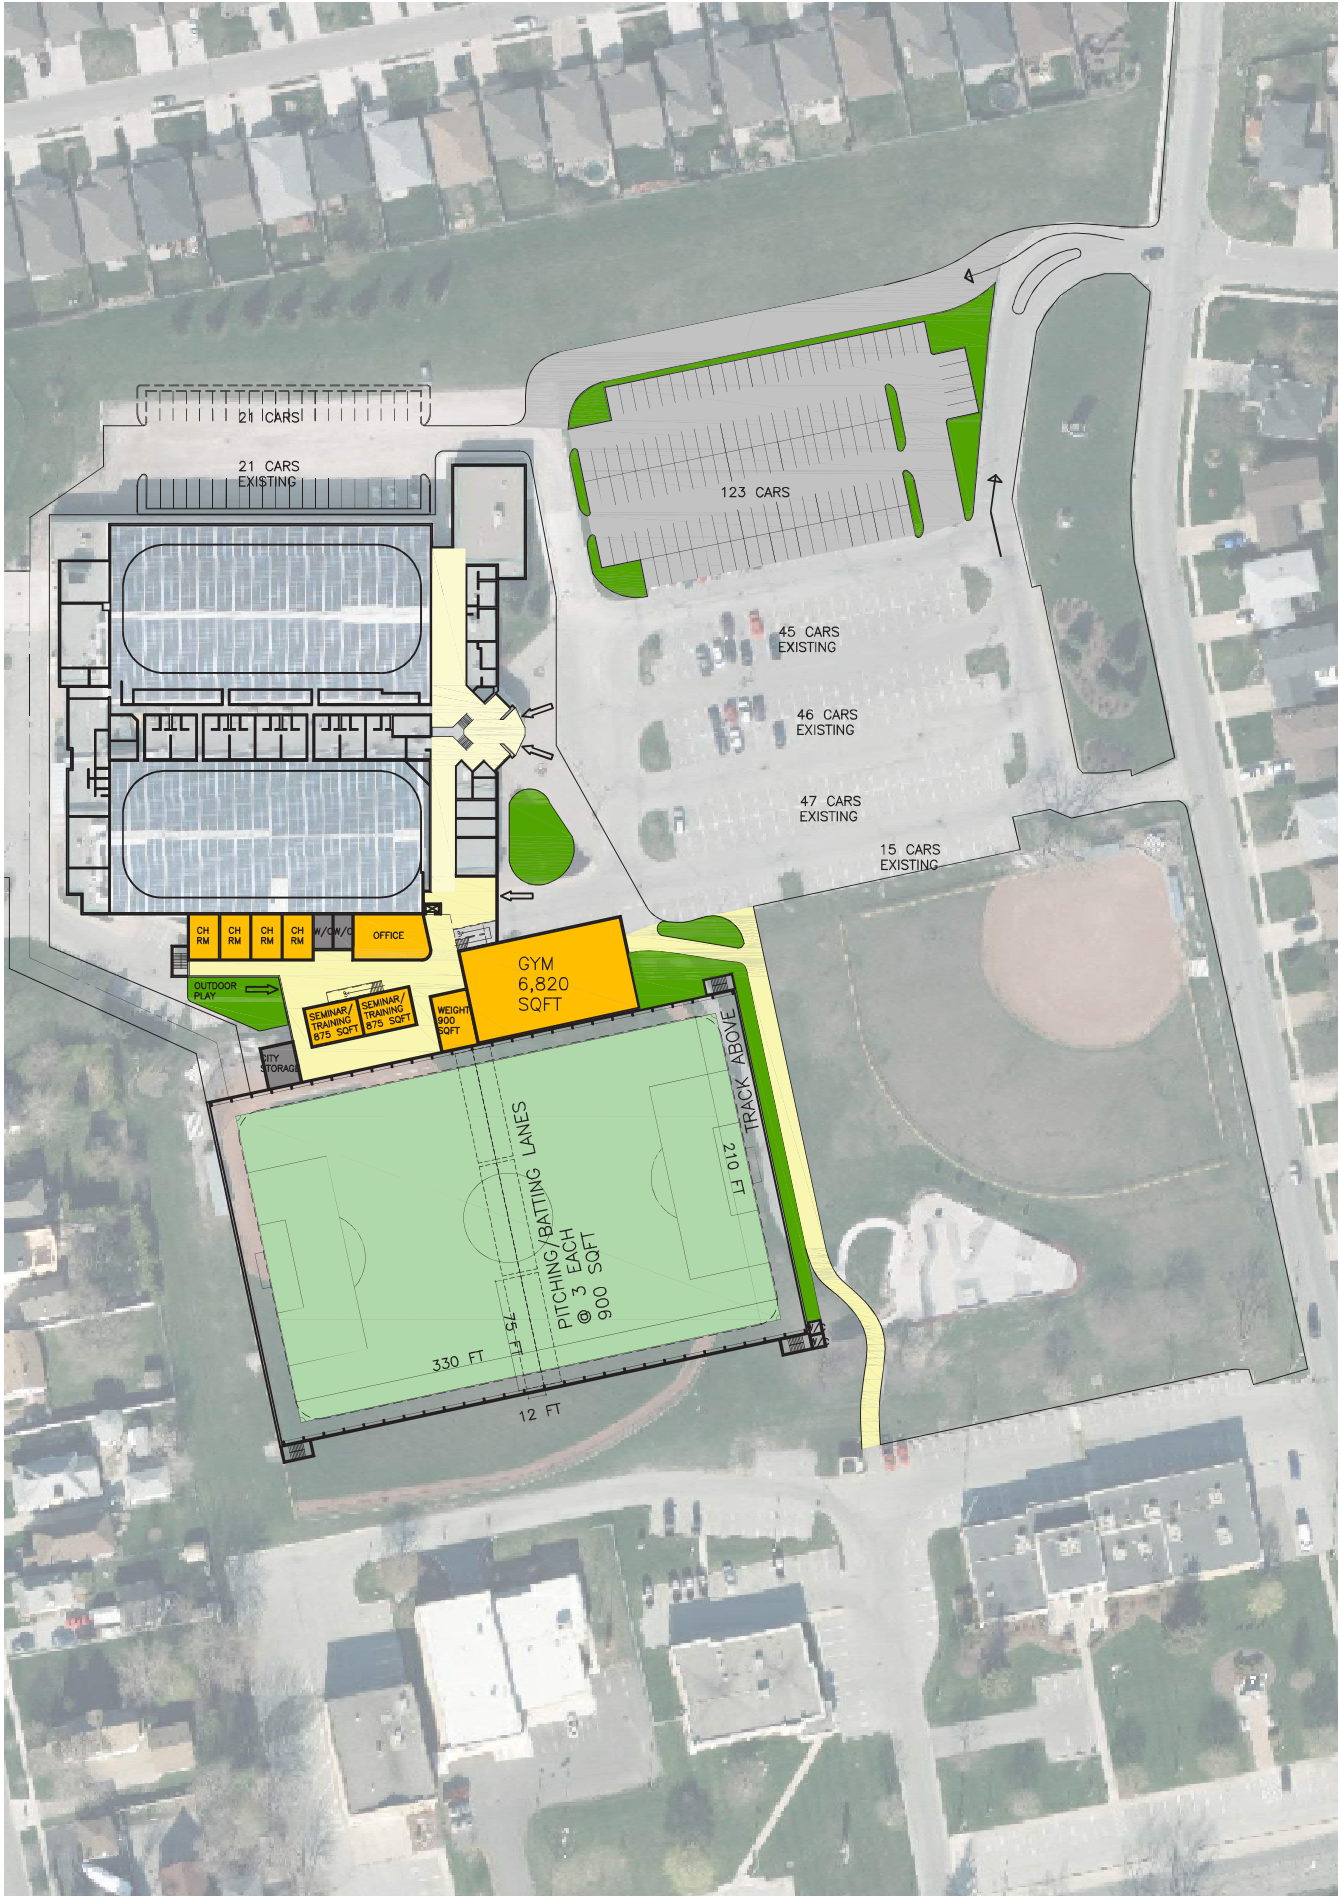 21 CARS
21 CARS
EXISTING
123 CARS
45 CARS
EXISTING
46 CARS
EXISTING
47 CARS
EXISTING
15 CARS
EXISTING
CH
RM
CH
RM
CH
RM
CH
RM
W/C
W/C
OFFICE
GYM
6,820
SQFT
OUTDOOR
PLAY
SEMINAR/
TRAINING
875 SQFT
SEMINAR/
TRAINING
875 SQFT
WEIGHT
900
SQFT
CITY
STORAGE
TRACK ABOVE
210 FT
PITCHING/BATTING LANES
@ 3 EACH
900 SQFT
75 FT
330 FT
12 FT